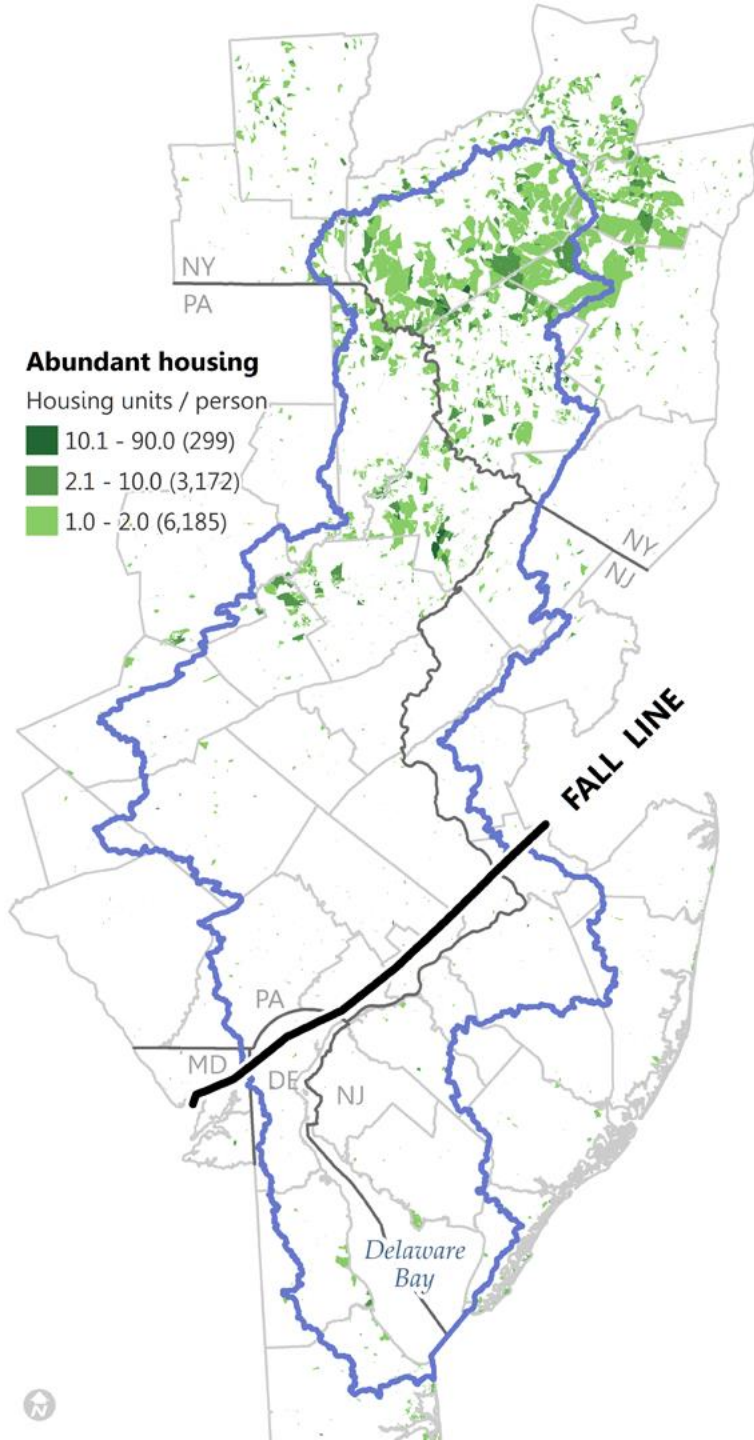 NY
PA
Abundant housing
Housing units / person
10.1 - 90.0 (299)
2.1 - 10.0 (3,172)
1.0 - 2.0 (6,185)
NY
NJ
FALL LINE
PA
MD
DE
NJ
Delaware
Bay
N